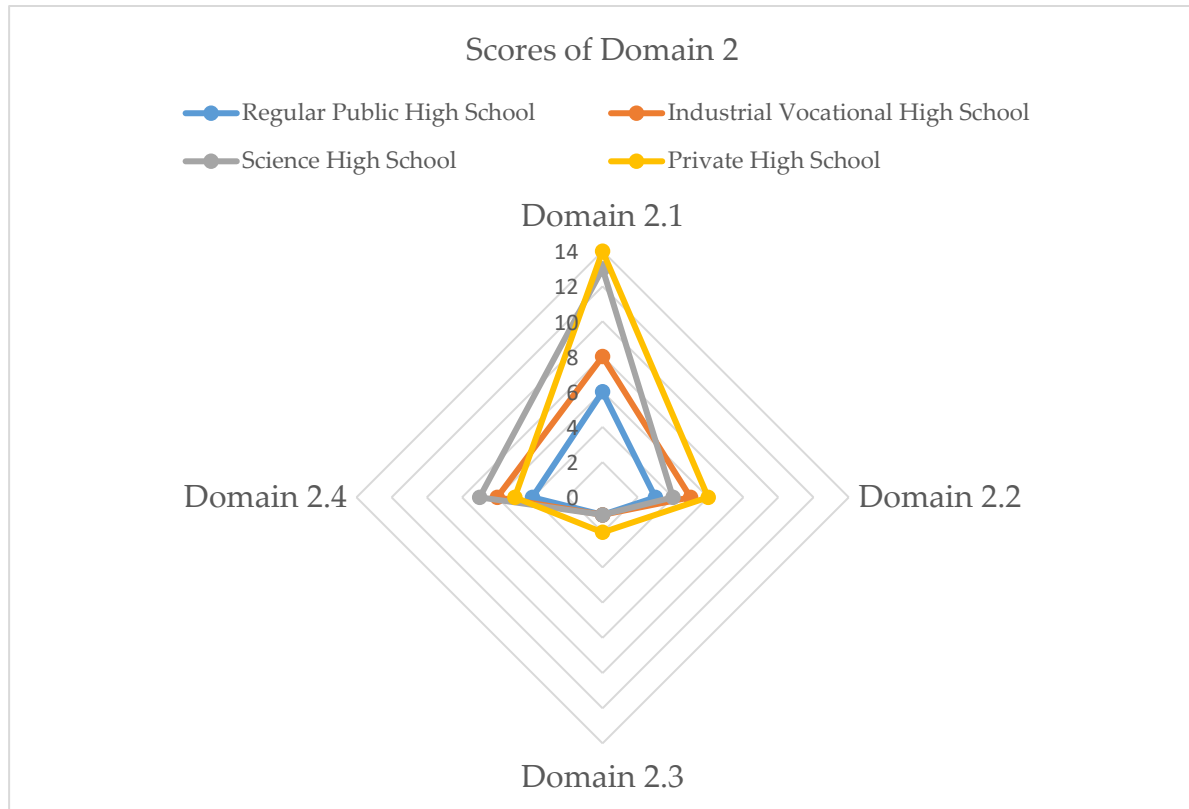 Scores of Domain 2
Regular Public High School
Industrial Vocational High School
Science High School
Private High School
Domain 2.1
14
12
10
8
6
4
2
0
Domain 2.4
Domain 2.2
Domain 2.3